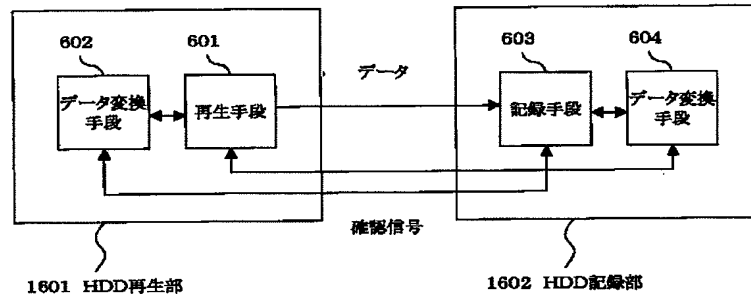 602
601
データ
603
604
データ変換
手段
再生手段
記録手段
データ変換
手段
確認信号
1601 HDD再生部
1602 HDD記録部